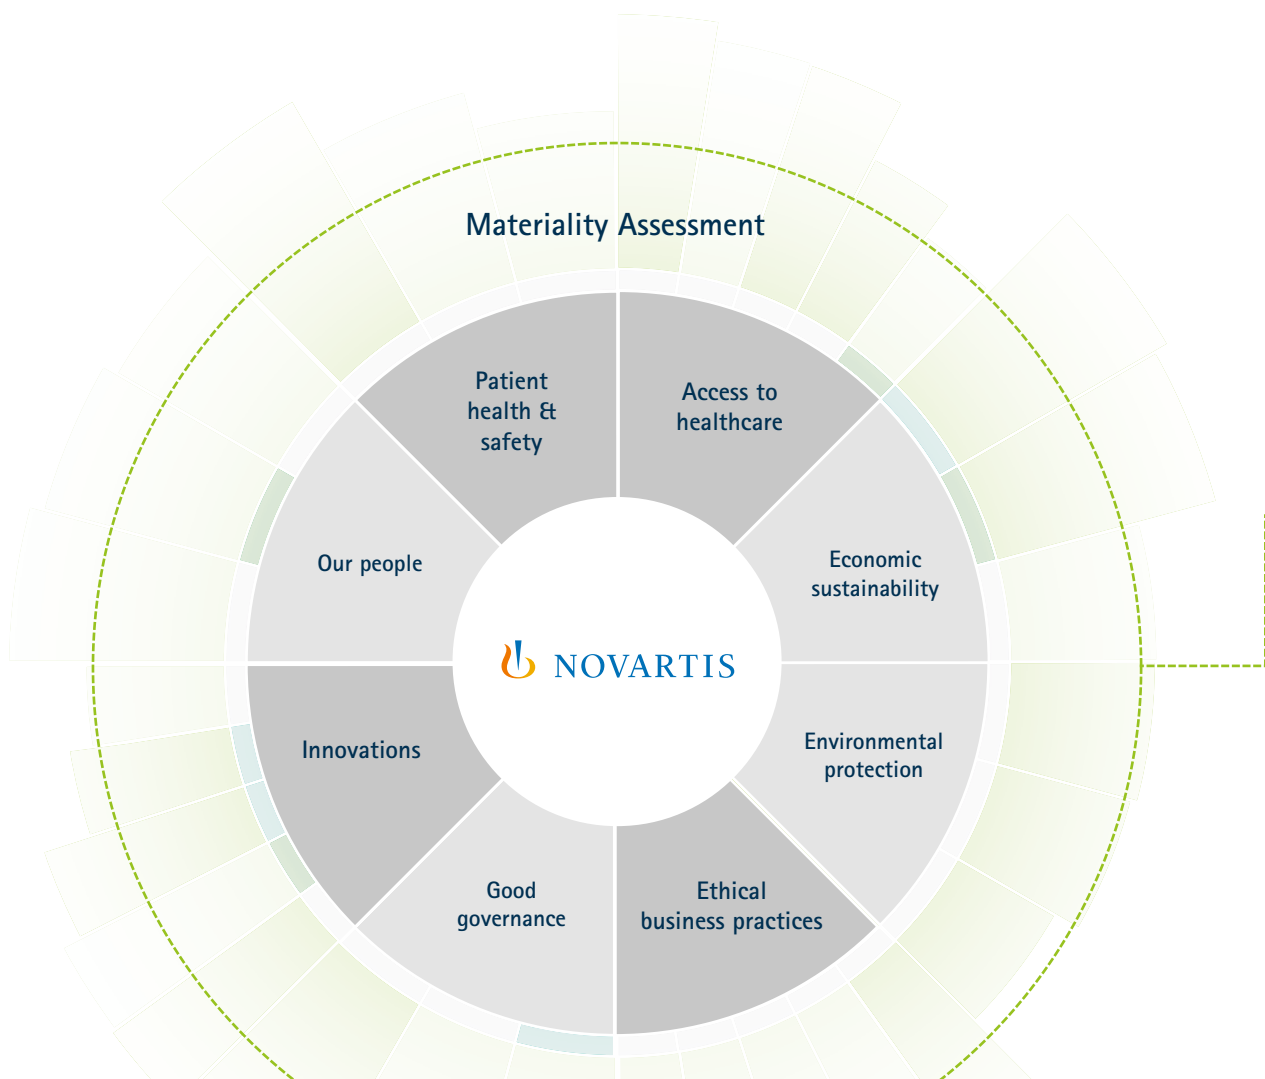 Materiality Assessment
Patient
health &
safety
Access to
healthcare
Our people
Economic
sustainability
NOVARTIS
Innovations
Environmental
protection
Good
governance
Ethical
business practices